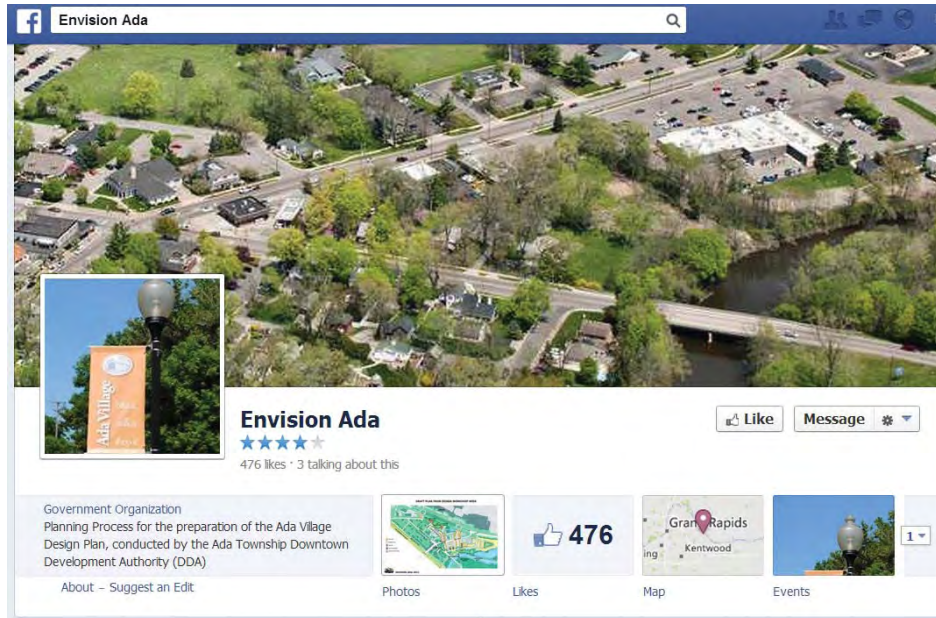 Envision Ada
Ada Village
Envision Ada
476 likes · 3 talking about this
Like
Message
Government Organization
Planning Process for the preparation of the Ada Village
Design Plan, conducted by the Ada Township Downtown
Development Authority (DDA)
About – Suggest an Edit
476
Grand Rapids
Kentwood
ing
1
Photos
Likes
Map
Events